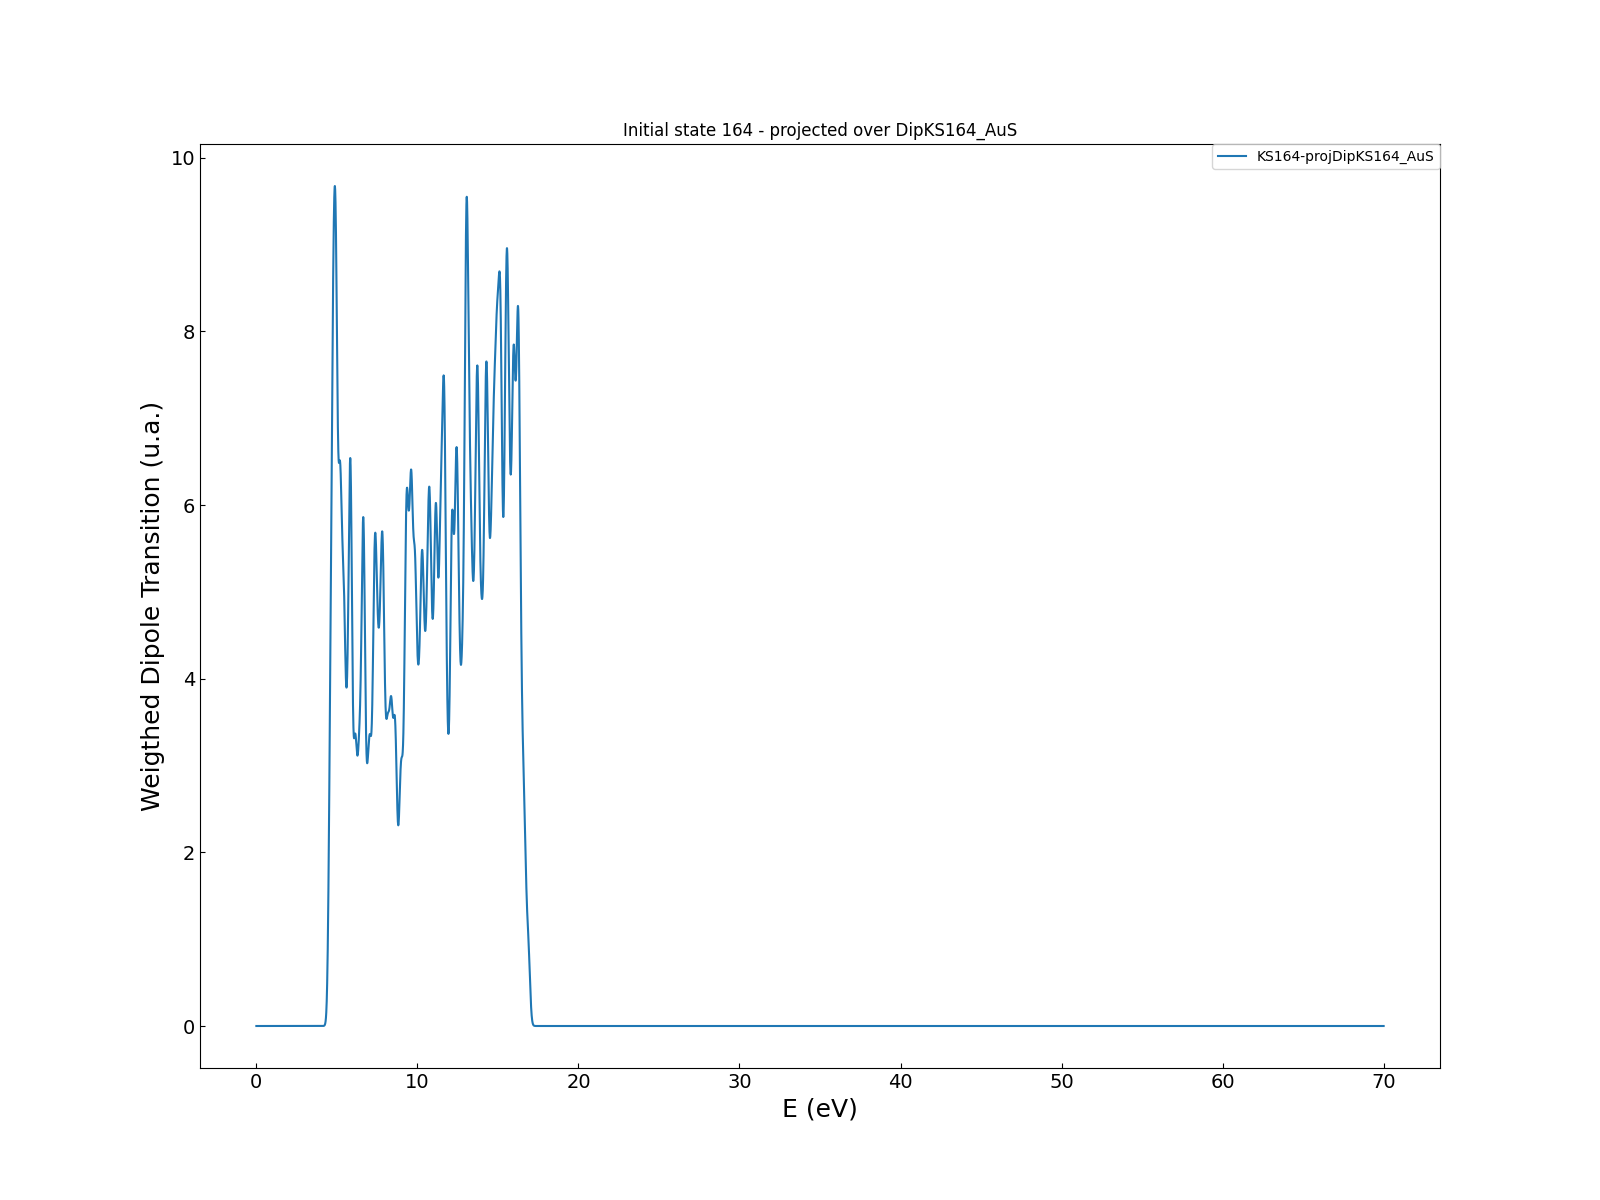 Initial state 164 - projected over DipKS164_AuS
KS164-projDipKS164_AuS
Weigthed Dipole Transition (u.a.)
10
8
6
4
2
0
0 10 20 30 40 50 60 70
E (eV)